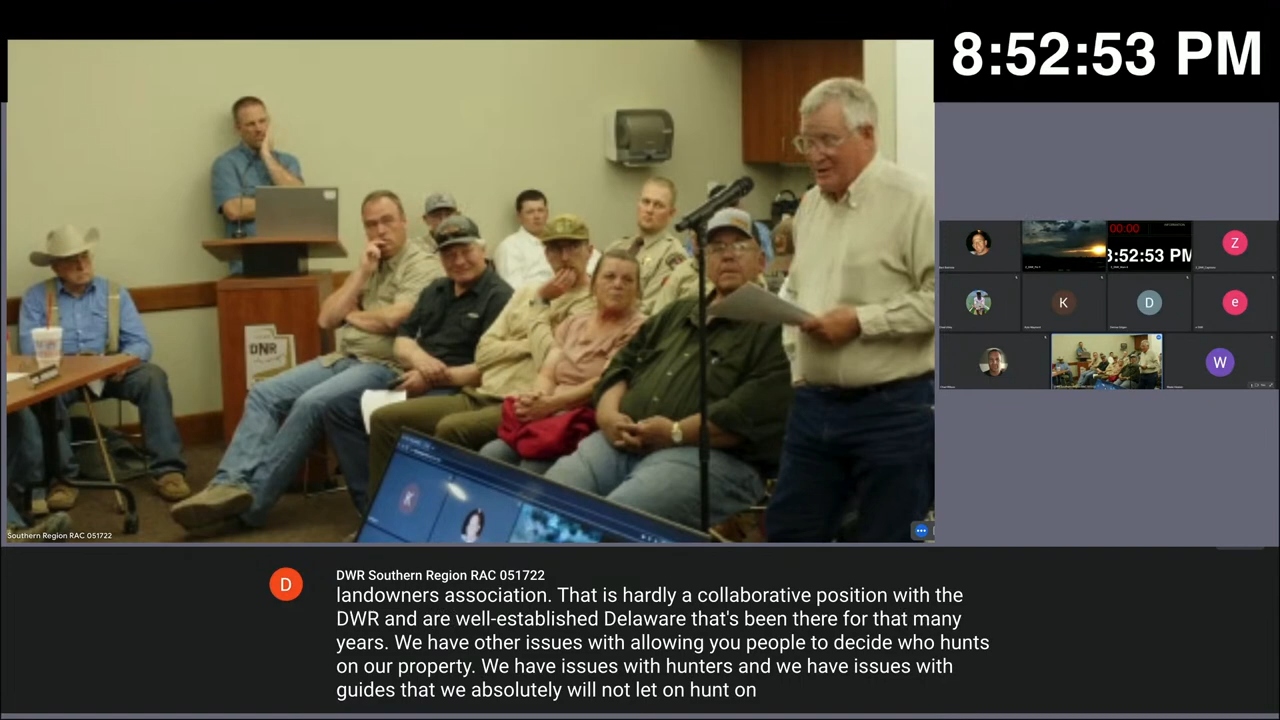 8:52:53 PM
00:00
8:52:53 PM
Z
K
D
e
W
DNR
K
Southern Region RAC 051722
D
DWR Southern Region RAC 051722
landowners association. That is hardly a collaborative position with the
DWR and are well-established Delaware that's been there for that many
years. We have other issues with allowing you people to decide who hunts
on our property. We have issues with hunters and we have issues with
guides that we absolutely will not let on hunt on